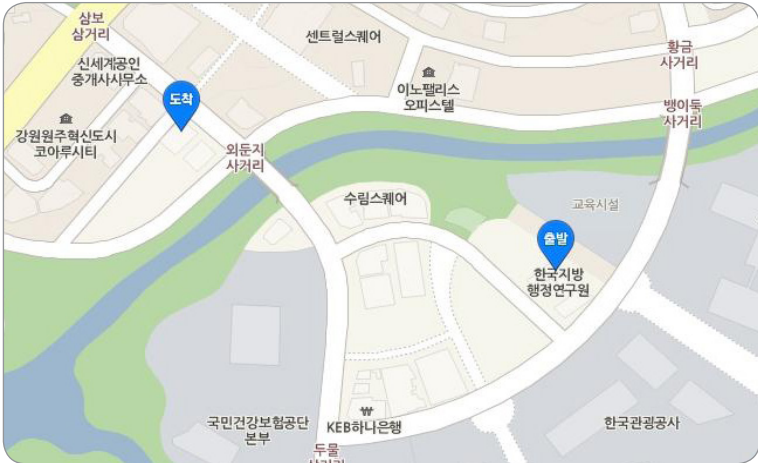 삼보
삼거리
센트럴스퀘어
황금
사거리
신세계공인
중개사사무소
이노팰리스
오피스텔
도착
뱅이둑
사거리
강원원주혁신도시
코아루시티
외둔지
사거리
수림스퀘어
교육시설
출발
한국지방
행정연구원
국민건강보험공단
본부
₩
KEB하나은행
한국관광공사
두물
사거리